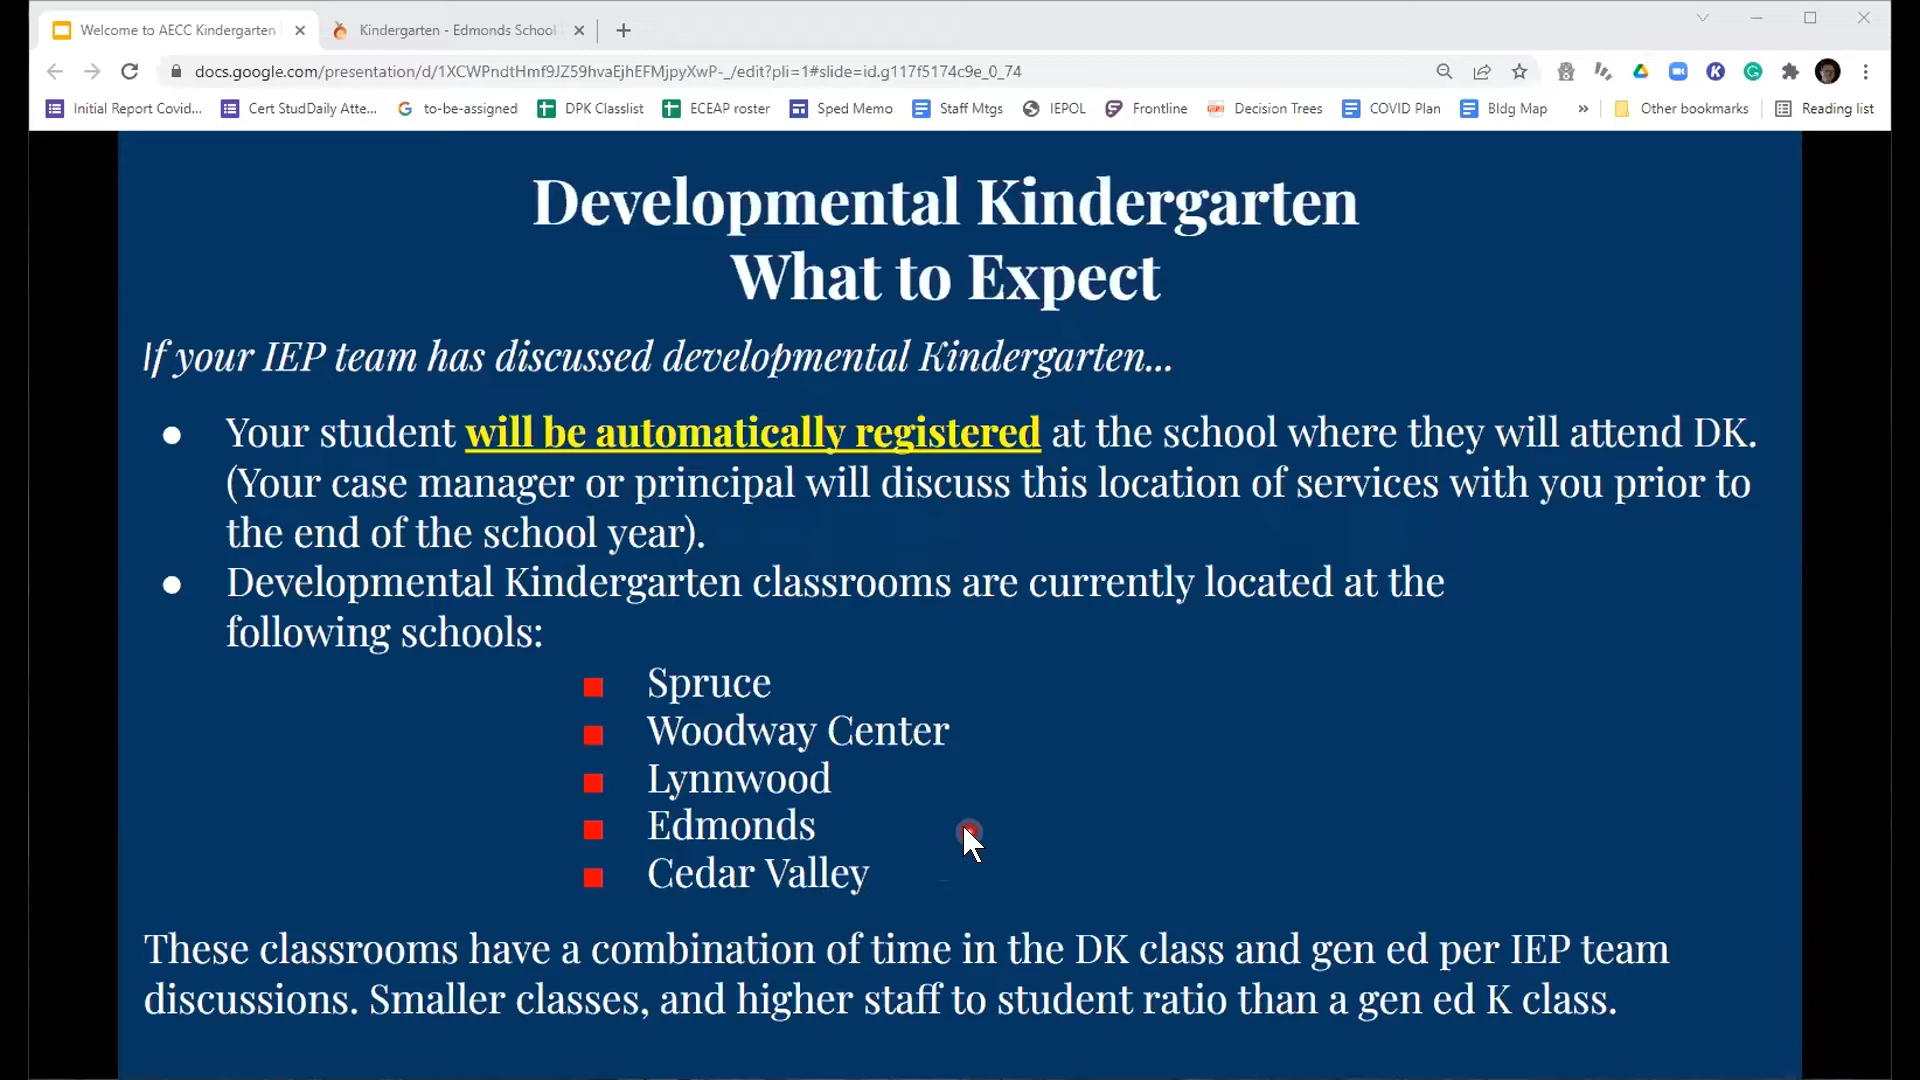 Welcome to AECC Kindergarten
Kindergarten - Edmonds School
docs.google.com/presentation/d/1XCWPndtHmf9JZ59hvaEjhEFMjpyXwP-_/edit?pli=1#slide=id.g117f5174c9e_0_74
Initial Report Covid... Cert StudDaily Atte... to-be-assigned DPK Classlist ECEAP roster Sped Memo Staff Mtgs IEPOL Frontline Decision Trees COVID Plan Bldg Map » Other bookmarks Reading list
Developmental Kindergarten
What to Expect
If your IEP team has discussed developmental Kindergarten...
● Your student will be automatically registered at the school where they will attend DK.
(Your case manager or principal will discuss this location of services with you prior to
the end of the school year).
● Developmental Kindergarten classrooms are currently located at the
following schools:
■ Spruce
■ Woodway Center
■ Lynnwood
■ Edmonds
■ Cedar Valley
These classrooms have a combination of time in the DK class and gen ed per IEP team
discussions. Smaller classes, and higher staff to student ratio than a gen ed K class.